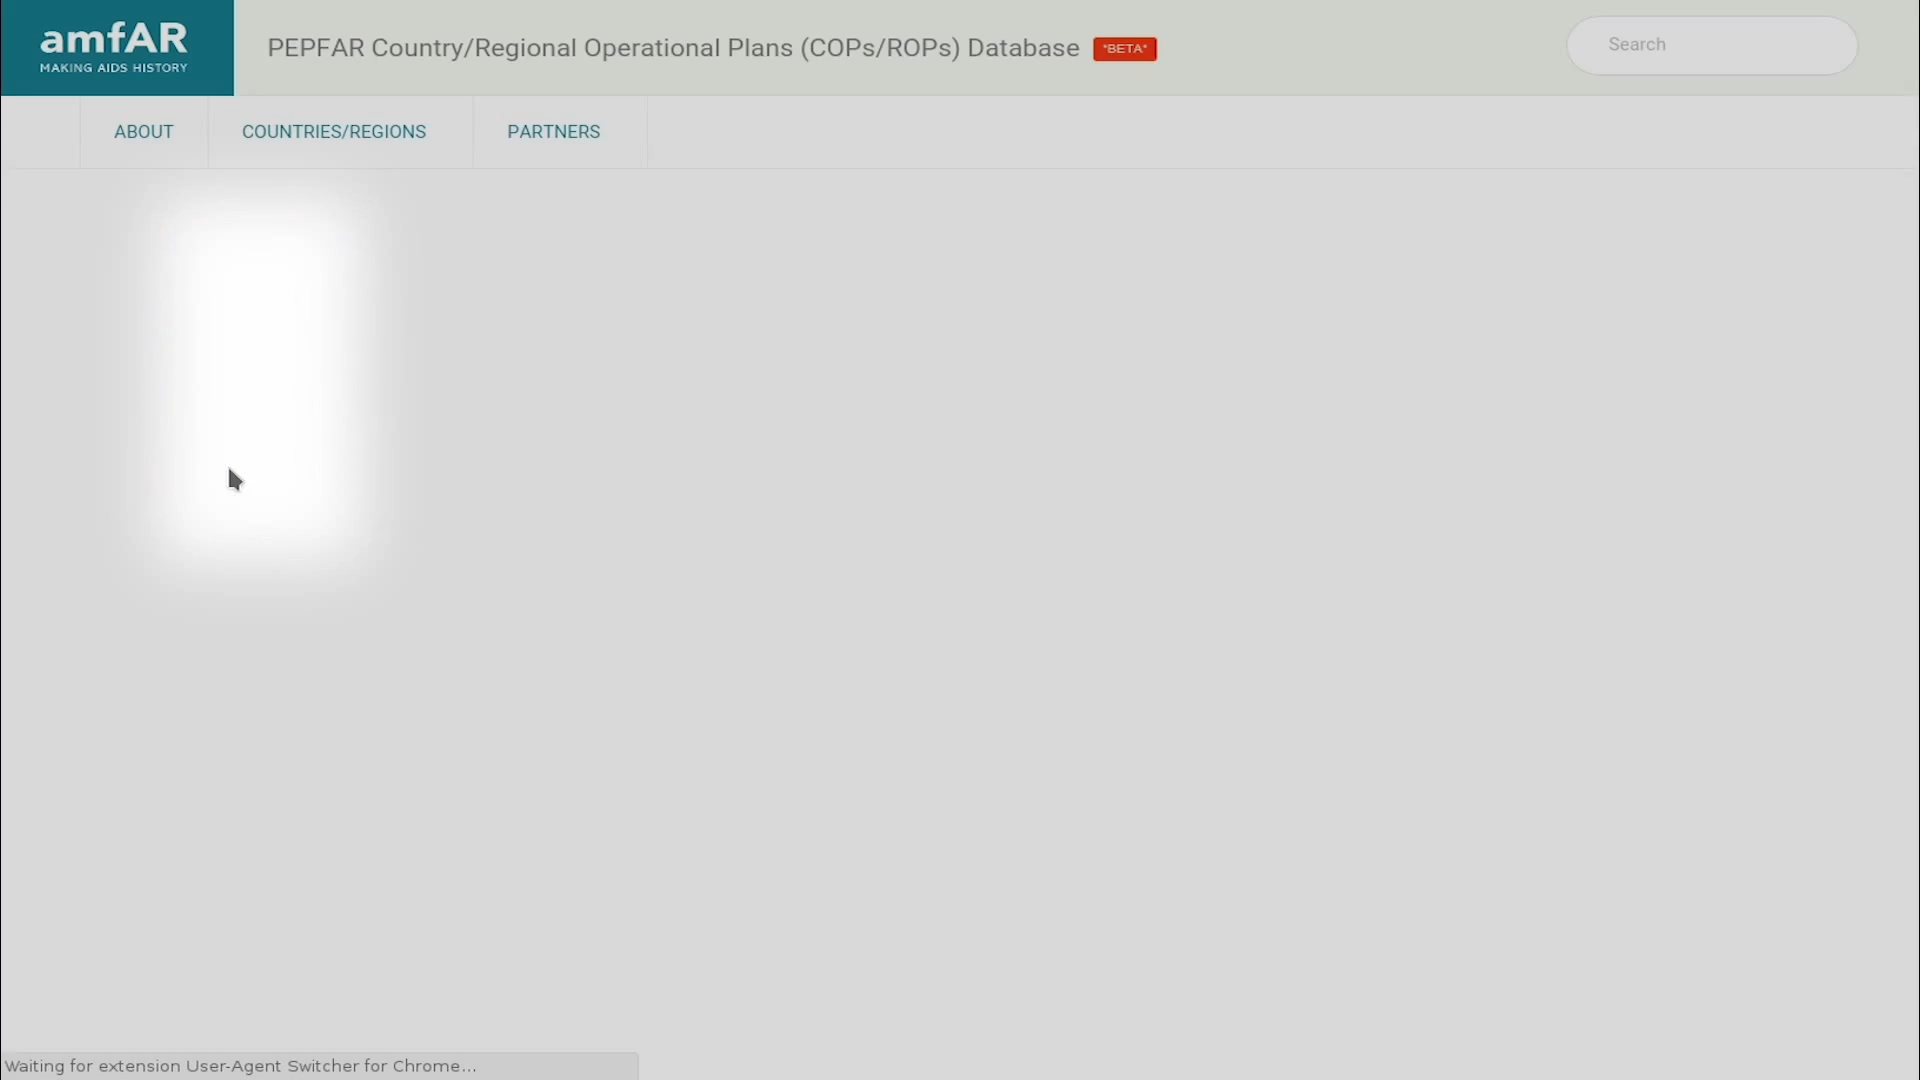 amfAR
MAKING AIDS HISTORY
PEPFAR Country/Regional Operational Plans (COPs/ROPs) Database
*BETA*
Search
ABOUT
COUNTRIES/REGIONS
PARTNERS
Waiting for extension User-Agent Switcher for Chrome...